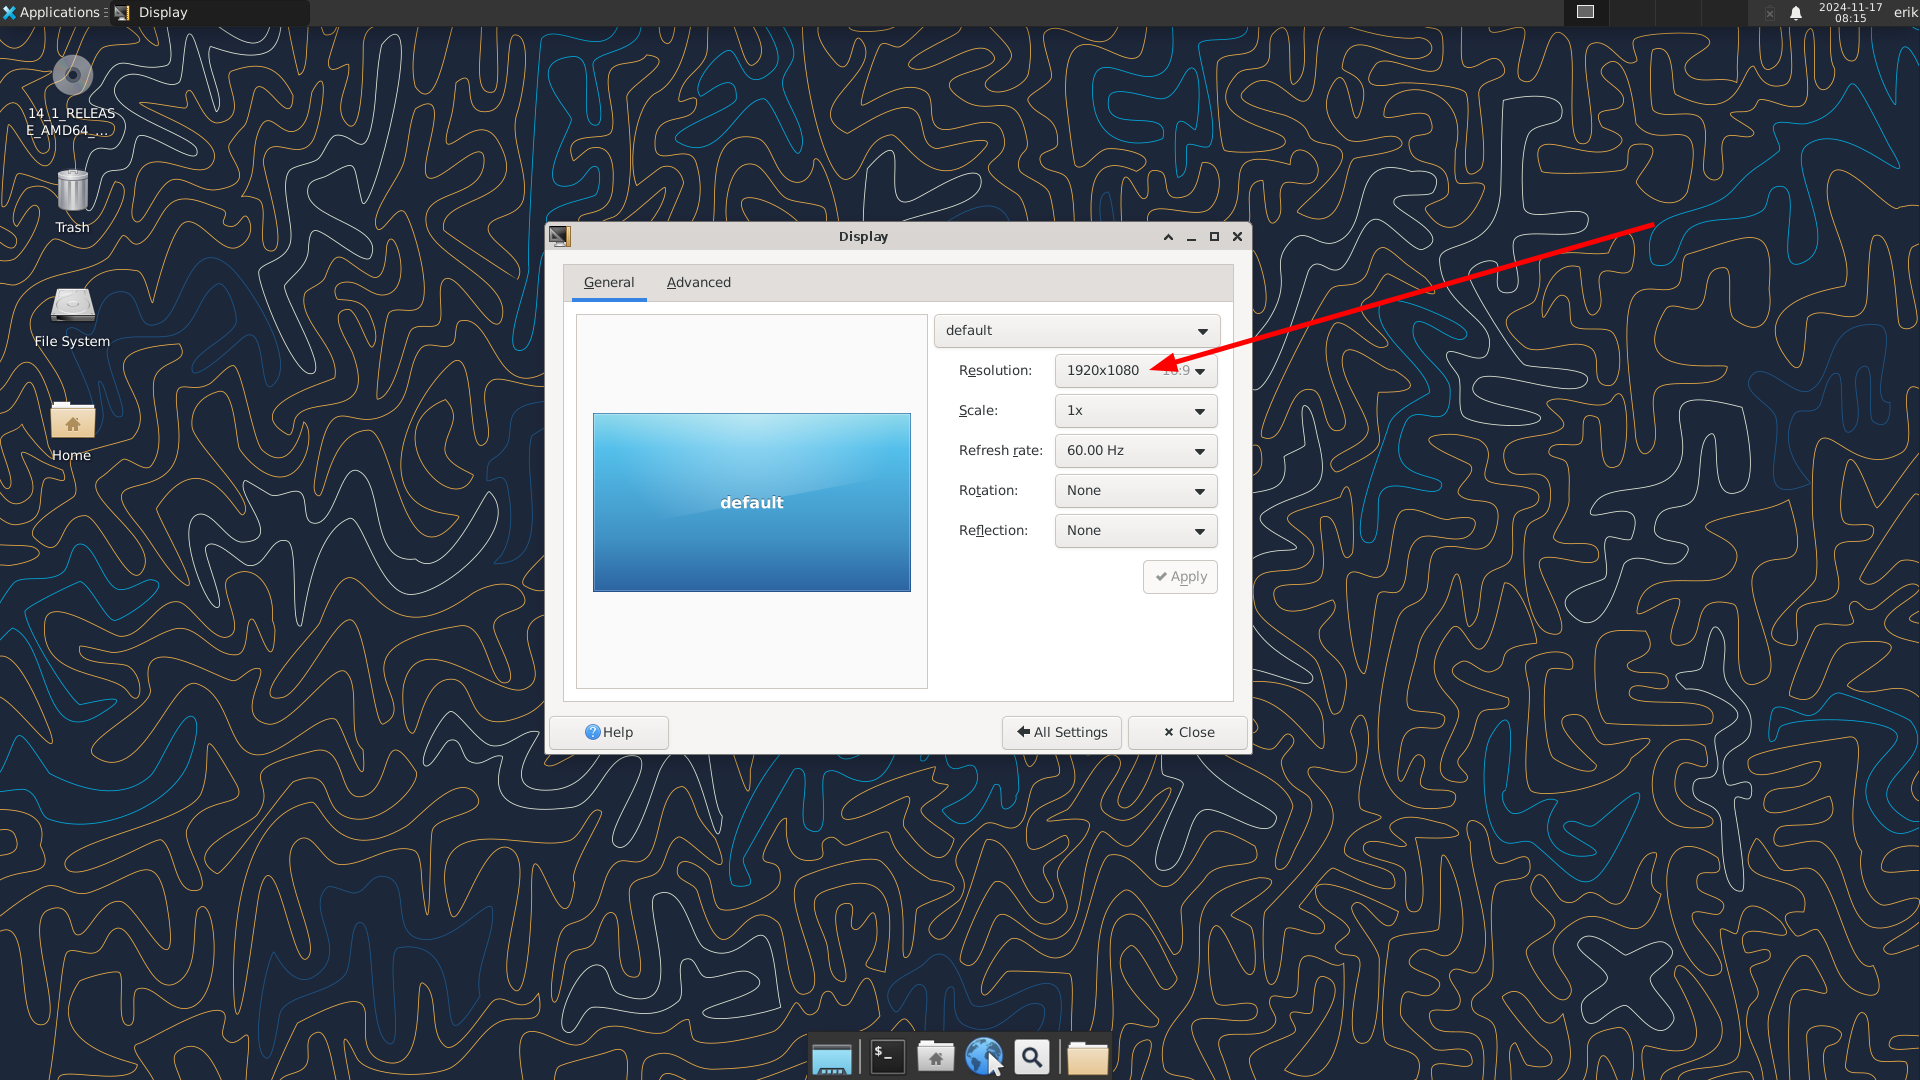 Applications
Display
2024-11-17
08:15
erik
14_1_RELEAS
E_AMD64_...
Trash
File System
Home
Display
General
Advanced
default
default
Resolution:
1920x1080
Scale:
1x
Refresh rate:
60.00 Hz
Rotation:
None
Reflection:
None
Apply
Help
All Settings
Close
$_